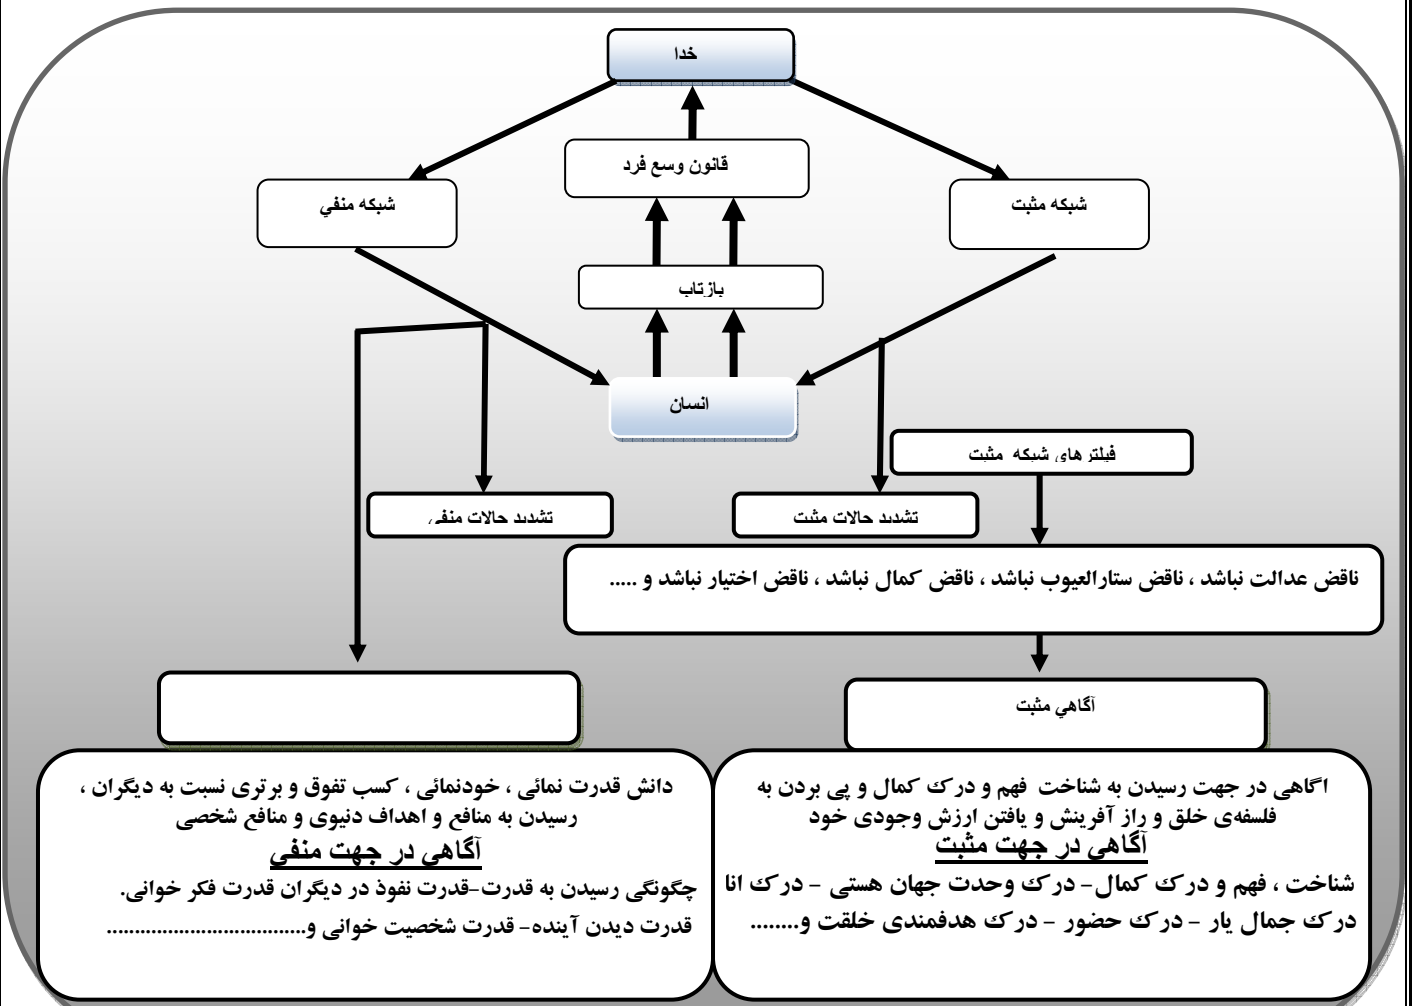 خدا
قانون وسع فرد
شبکه مثبت
شبکه منفي
بازتاب
انسان
فیلترهای شبکه مثبت
تشدید حالات مثبت
تشدید حالات منفی
ناقض عدالت نباشد ، ناقض ستارالعیوب نباشد ، ناقض کمال نباشد ، ناقض اختیار نباشد و .....
آگاهي مثبت
اگاهی در جهت رسیدن به شناخت فهم و درک کمال و پی بردن به
فلسفه‌ی خلق و راز آفرینش و یافتن ارزش وجودی خود
آگاهی در جهت مثبت
شناخت ، فهم و درک کمال- درک وحدت جهان هستی - درک انا
درک جمال یار - درک حضور - درک هدفمندی خلقت و........
دانش قدرت نمائی ، خودنمائی ، کسب تفوق و برتری نسبت به دیگران ،
رسیدن به منافع و اهداف دنیوی و منافع شخصی
آگاهی در جهت منفي
چگونگی رسیدن به قدرت-قدرت نفوذ در دیگران قدرت فکر خوانی.
قدرت دیدن آینده- قدرت شخصیت خوانی و..................................